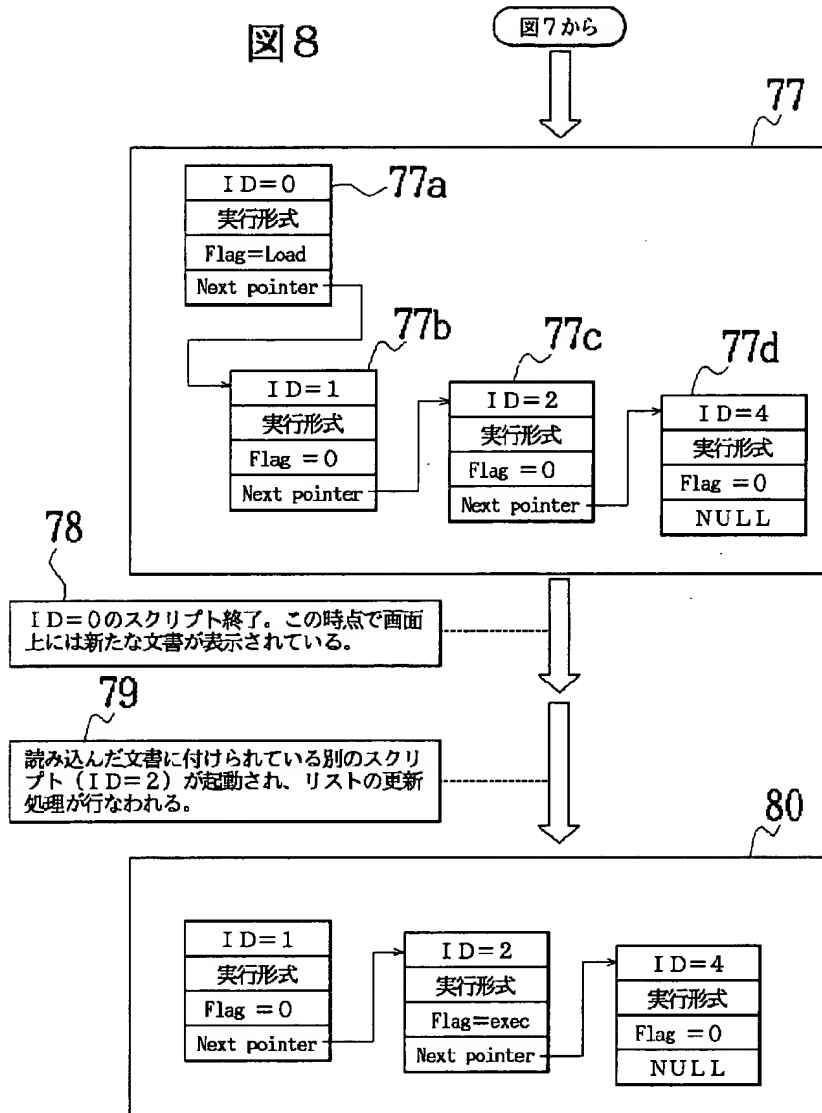 図8
図7から
77
ID=0
実行形式
Flag=Load
Next pointer
77a
77b
ID=1
実行形式
Flag =0
Next pointer
77c
ID=2
実行形式
Flag =0
Next pointer
77d
ID=4
実行形式
Flag =0
NULL
78
ID=0のスクリプト終了。この時点で画面
上には新たな文書が表示されている。
79
読み込んだ文書に付けられている別のスクリ
プト(ID=2)が起動され、リストの更新
処理が行なわれる。
80
ID=1
実行形式
Flag =0
Next pointer
ID=2
実行形式
Flag=exec
Next pointer
ID=4
実行形式
Flag =0
NULL